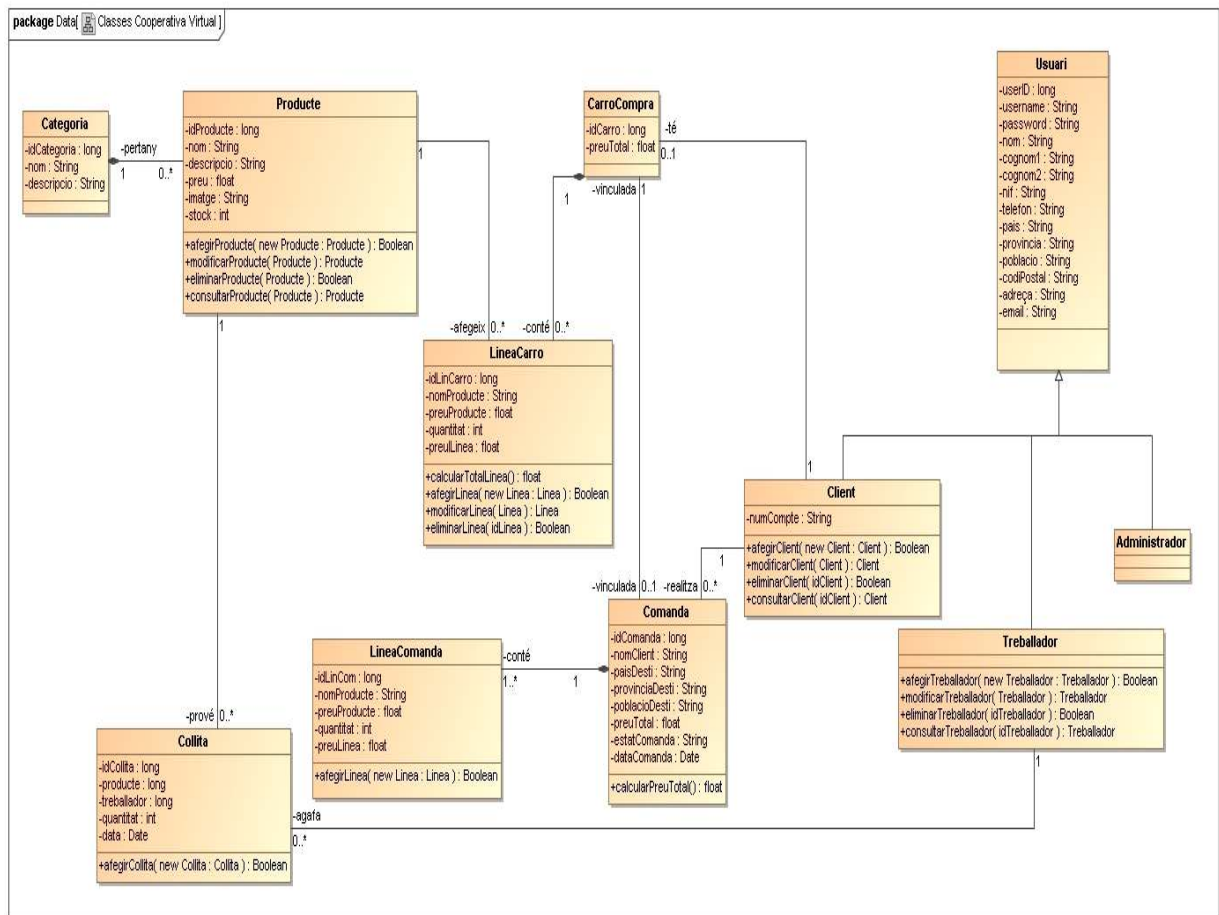 package Data[ Classes Cooperativa Virtual ]
Categoria
-idCategoria : long
-nom : String
-descripcio : String
-pertany
1
0..*
Producte
-idProducte : long
-nom : String
-descripcio : String
-preu : float
-imatge : String
-stock : int
+afegirProducte( new Producte : Producte ) : Boolean
+modificarProducte( Producte ) : Producte
+eliminarProducte( Producte ) : Boolean
+consultarProducte( Producte ) : Producte
1
1
CarroCompra
-idCarro : long
-preuTotal : float
-té
0..1
-vinculada
1
1
-afegeix
0..*
-conté
0..*
LineaCarro
-idLinCarro : long
-nomProducte : String
-preuProducte : float
-quantitat : int
-preulLinea : float
+calcularTotalLinea() : float
+afegirLinea( new Linea : Linea ) : Boolean
+modificarLinea( Linea ) : Linea
+eliminarLinea( idLinea ) : Boolean
Usuari
-userID : long
-username : String
-password : String
-nom : String
-cognom1 : String
-cognom2 : String
-nif : String
-telefon : String
-pais : String
-provincia : String
-poblacio : String
-codiPostal : String
-adreça : String
-email : String
1
Client
-numCompte : String
+afegirClient( new Client : Client ) : Boolean
+modificarClient( Client ) : Client
+eliminarClient( idClient ) : Boolean
+consultarClient( idClient ) : Client
1
Administrador
-vinculada
0..1
-realitza
0..*
Comanda
-idComanda : long
-nomClient : String
-paisDesti : String
-provinciaDesti : String
-poblacioDesti : String
-preuTotal : float
-estatComanda : String
-dataComanda : Date
+calcularPreuTotal() : float
LineaComanda
-idLinCom : long
-nomProducte : String
-preuProducte : float
-quantitat : int
-preuLinea : float
+afegirLinea( new Linea : Linea ) : Boolean
-conté
1..*
1
Treballador
+afegirTreballador( new Treballador : Treballador ) : Boolean
+modificarTreballador( Treballador ) : Treballador
+eliminarTreballador( idTreballador ) : Boolean
+consultarTreballador( idTreballador ) : Treballador
1
-prové
0..*
Collita
-idCollita : long
-producte : long
-treballador : long
-quantitat : int
-data : Date
+afegirCollita( new Collita : Collita ) : Boolean
-agafa
0..*